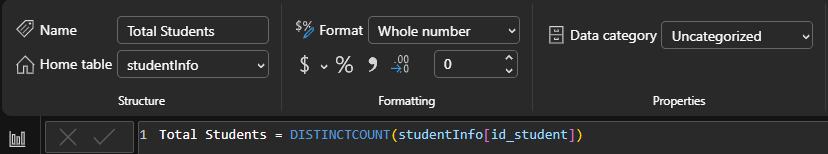 Name Total Students
Home table studentInfo
Structure
$% Format Whole number
$ % , .00 →.0 0
Formatting
Data category Uncategorized
Properties
1 Total Students = DISTINCTCOUNT(studentInfo[id_student])